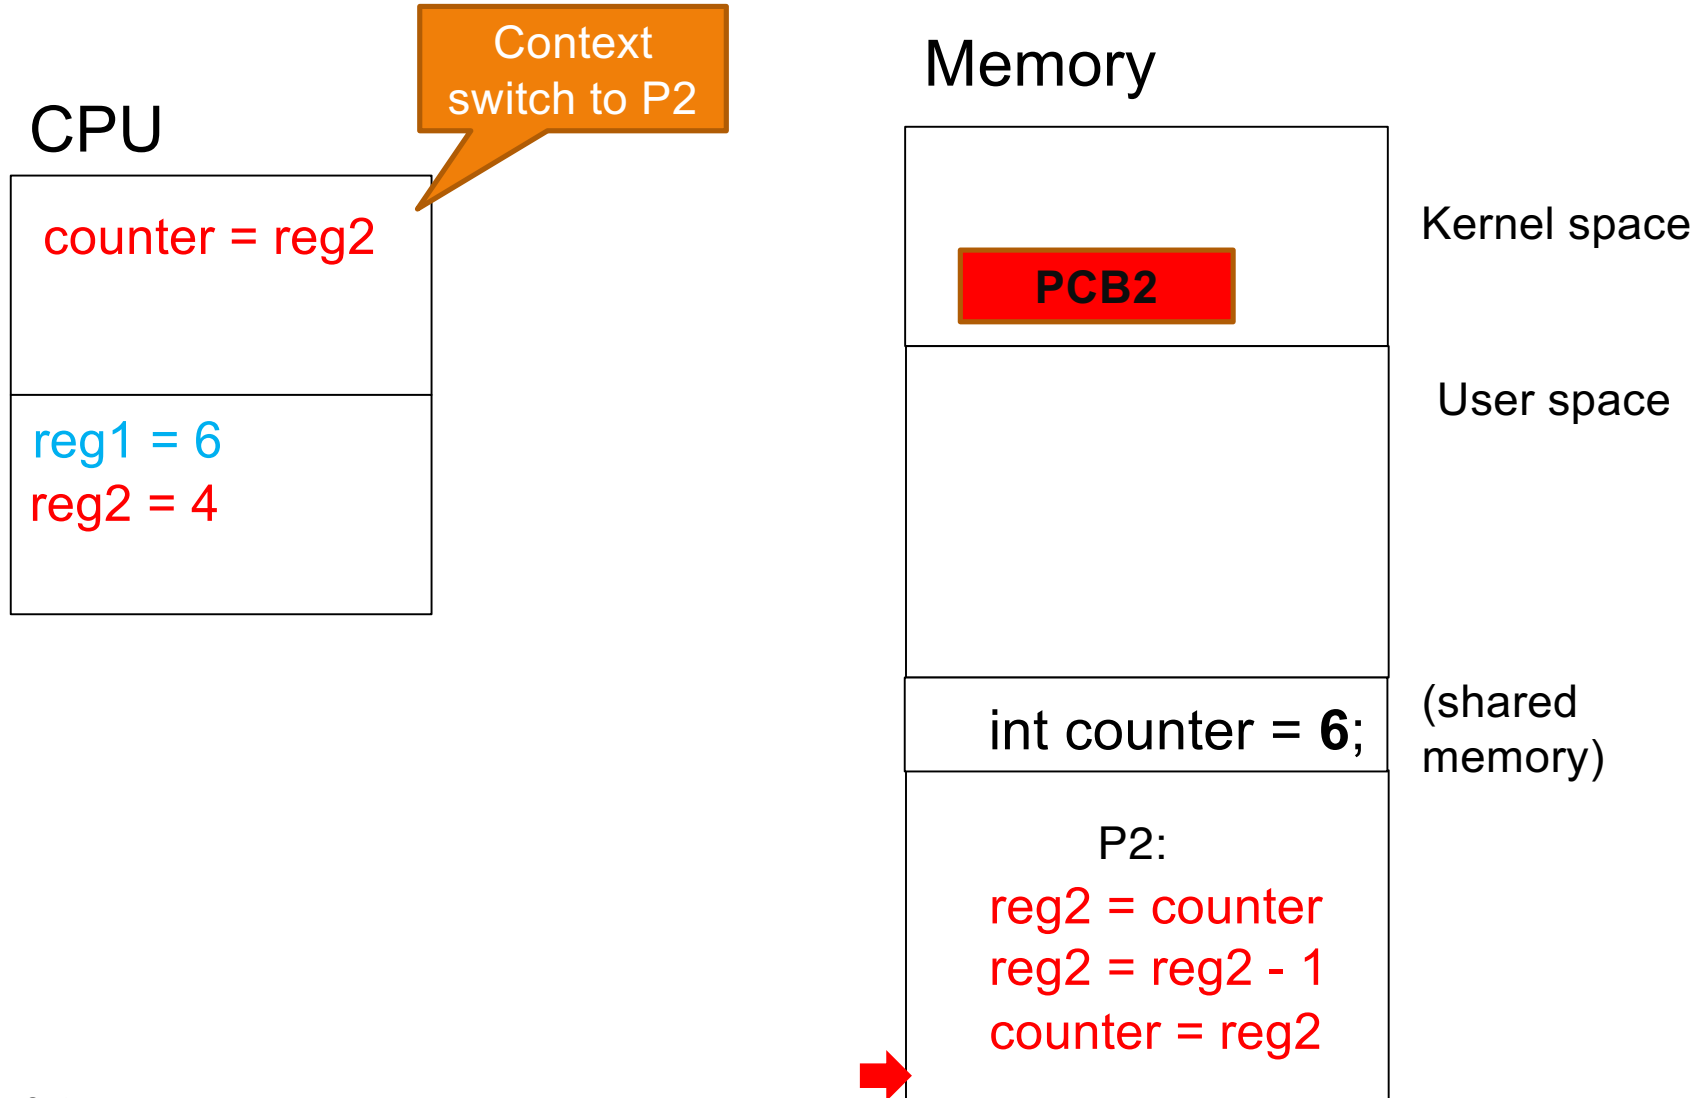 Context
switch to P2
Memory
CPU
counter = reg2
Kernel space
PCB2
User space
reg1 = 6
reg2 = 4
(shared
memory)
int counter = 6;
P2:
reg2 = counter
reg2 = reg2 - 1
counter = reg2